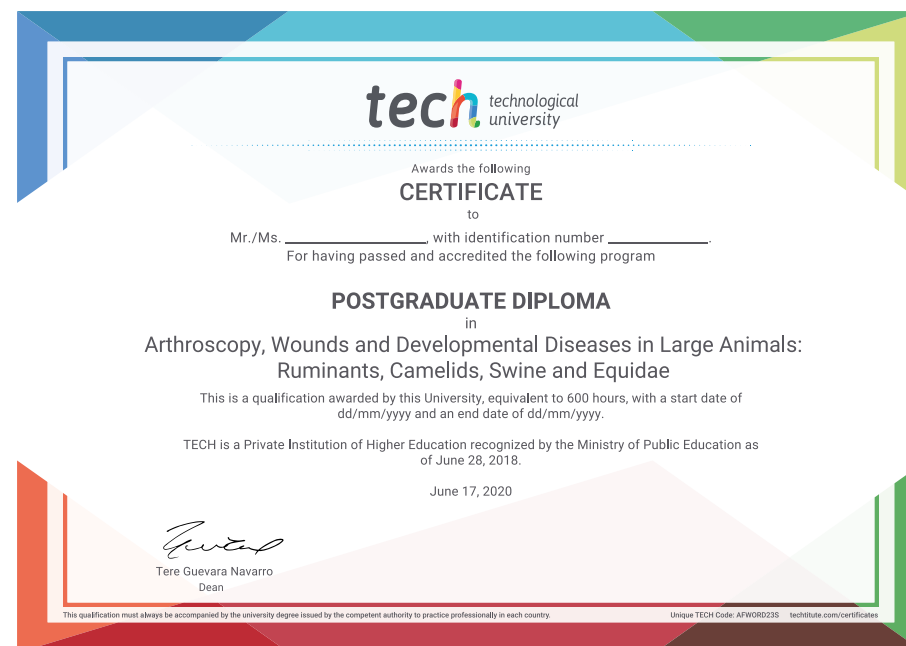 tech technological
university
Awards the following
CERTIFICATE
to
Mr./Ms. ____________________, with identification number ______________.
For having passed and accredited the following program
POSTGRADUATE DIPLOMA
in
Arthroscopy, Wounds and Developmental Diseases in Large Animals:
Ruminants, Camelids, Swine and Equidae
This is a qualification awarded by this University, equivalent to 600 hours, with a start date of
dd/mm/yyyy and an end date of dd/mm/yyyy.
TECH is a Private Institution of Higher Education recognized by the Ministry of Public Education as
of June 28, 2018.
June 17, 2020
Tere Guevara Navarro
Dean
This qualification must always be accompanied by the university degree issued by the competent authority to practice professionally in each country.
Unique TECH Code: AFWORD23S techtitute.com/certificates